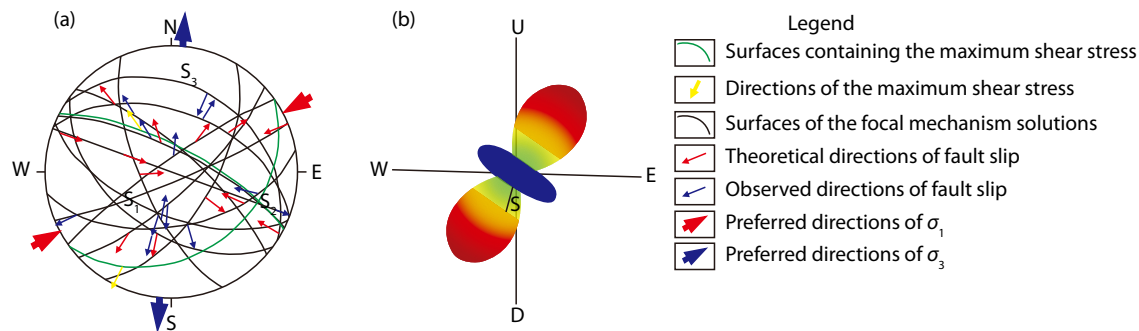 (a)
N
S₃
W
E
S₁
S₂
S
(b)
U
W
E
S
D
Legend
Surfaces containing the maximum shear stress
Directions of the maximum shear stress
Surfaces of the focal mechanism solutions
Theoretical directions of fault slip
Observed directions of fault slip
Preferred directions of σ₁
Preferred directions of σ₃